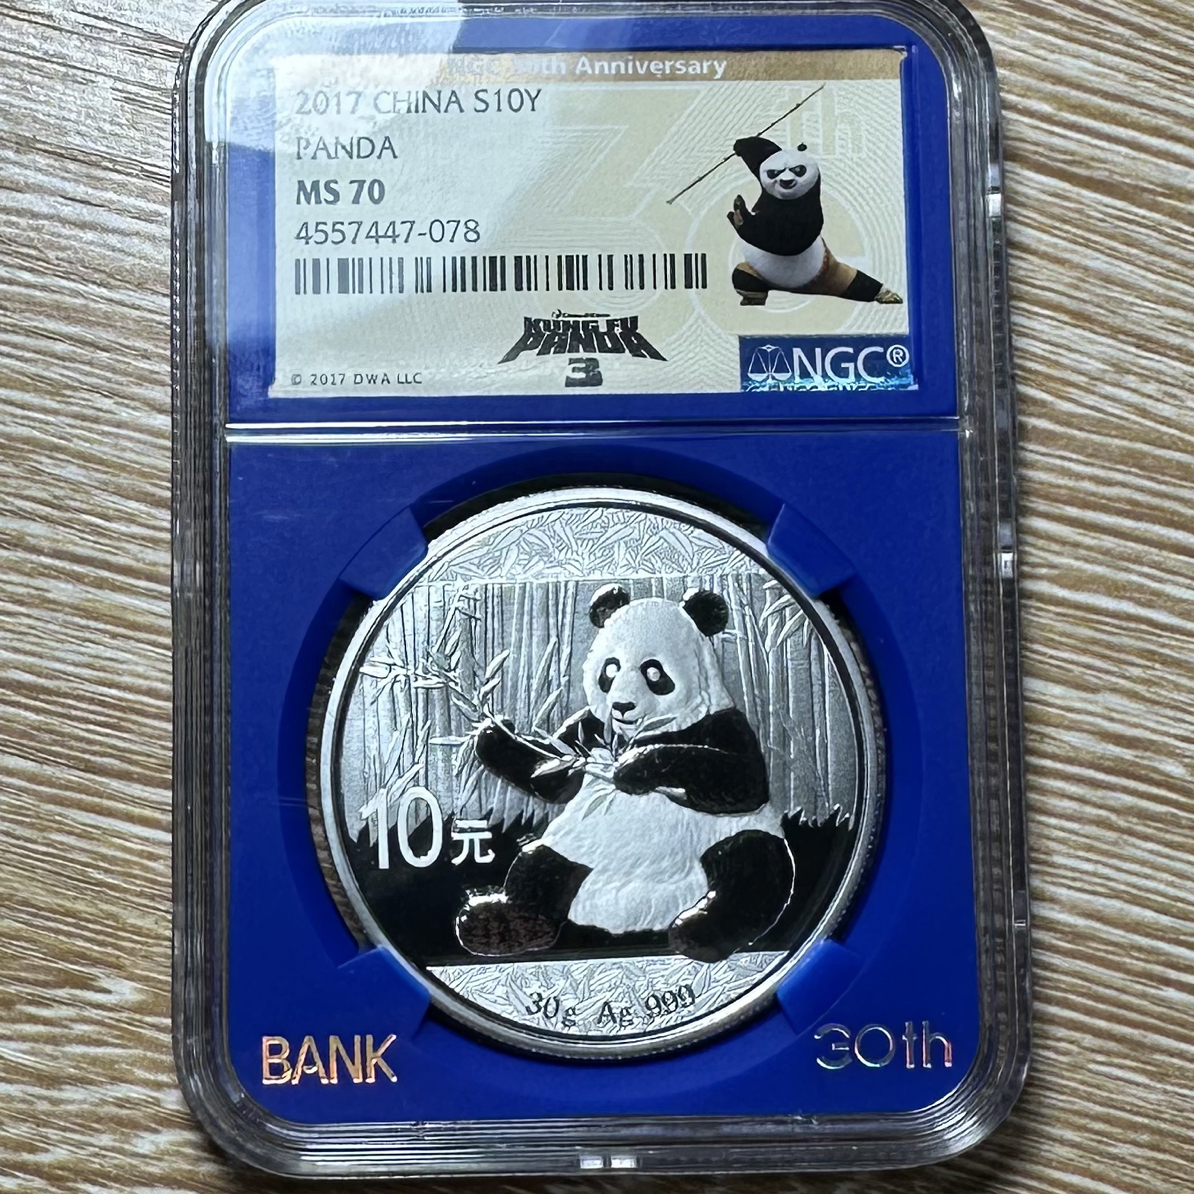 NGC 30th Anniversary
2017 CHINA S10Y
PANDA
MS 70
4557447-078
KUNG FU
PANDA
3
© 2017 DWA LLC
NGC®
10元
30g Ag 999
BANK
30th